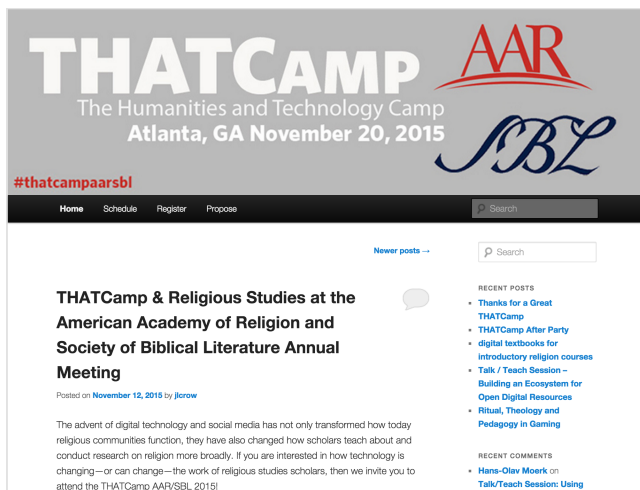 THATCAMP
The Humanities and Technology Camp
Atlanta, GA November 20, 2015
AAR
SBL
#thatcampaarsbl
Home Schedule Register Propose Search
Newer posts →
Search
THATCamp & Religious Studies at the
American Academy of Religion and
Society of Biblical Literature Annual
Meeting
Posted on November 12, 2015 by jlcrow
The advent of digital technology and social media has not only transformed how today
religious communities function, they have also changed how scholars teach about and
conduct research on religion more broadly. If you are interested in how technology is
changing—or can change—the work of religious studies scholars, then we invite you to
attend the THATCamp AAR/SBL 2015!
RECENT POSTS
Thanks for a Great
THATCamp
THATCamp After Party
digital textbooks for
introductory religion courses
Talk / Teach Session –
Building an Ecosystem for
Open Digital Resources
Ritual, Theology and
Pedagogy in Gaming
RECENT COMMENTS
Hans-Olav Moerk on
Talk/Teach Session: Using